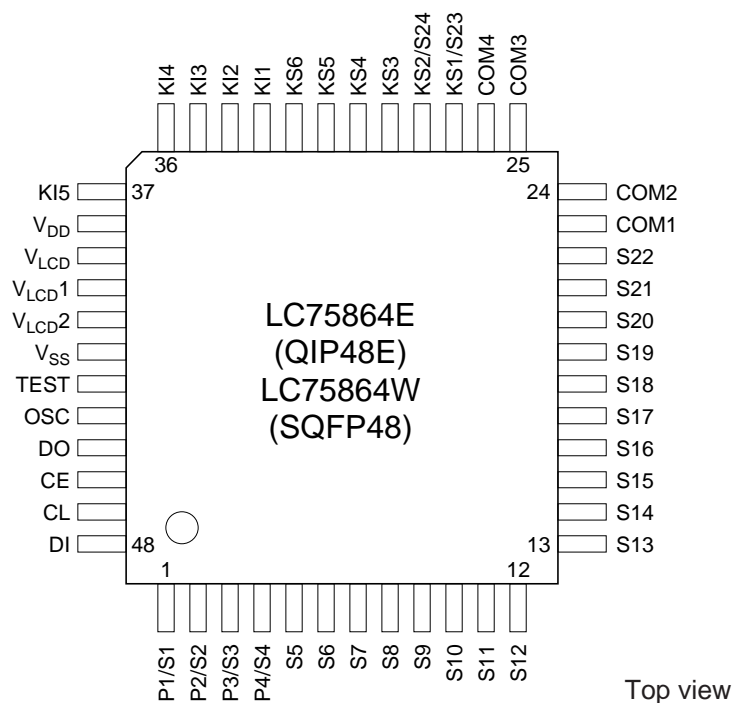 KI4
KI3
KI2
KI1
KS6
KS5
KS4
KS3
KS2/S24
KS1/S23
COM4
COM3
36
25
KI5
37
24
COM2
VDD
COM1
VLCD
S22
VLCD1
S21
VLCD2
S20
VSS
S19
TEST
S18
OSC
S17
DO
S16
CE
S15
CL
S14
DI
48
13
S13
LC75864E
(QIP48E)
LC75864W
(SQFP48)
1
12
P1/S1
P2/S2
P3/S3
P4/S4
S5
S6
S7
S8
S9
S10
S11
S12
Top view